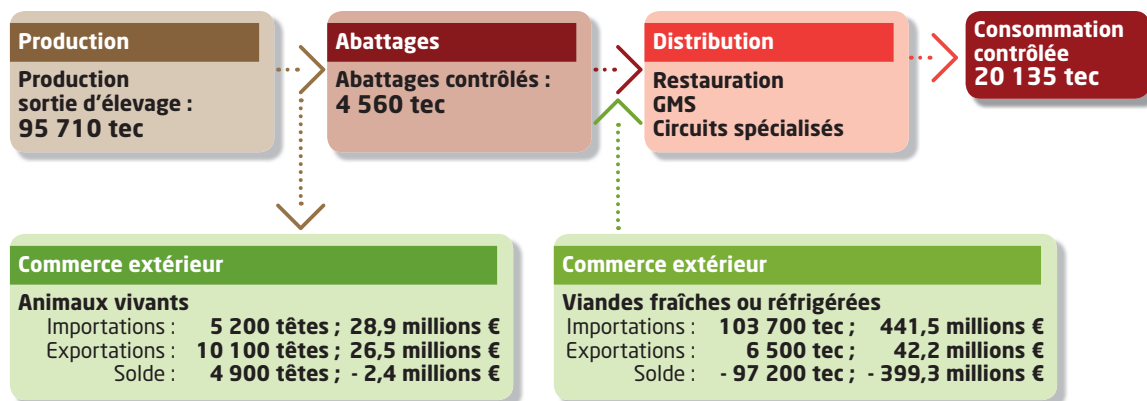 Production
Production
sortie d'élevage :
95 710 tec
Abattages
Abattages contrôlés :
4 560 tec
Distribution
Restauration
GMS
Circuits spécialisés
Consommation
contrôlée
20 135 tec
Commerce extérieur
Animaux vivants
Importations : 5 200 têtes ; 28,9 millions €
Exportations : 10 100 têtes ; 26,5 millions €
Solde : 4 900 têtes ; - 2,4 millions €
Commerce extérieur
Viandes fraîches ou réfrigérées
Importations : 103 700 tec ; 441,5 millions €
Exportations : 6 500 tec ; 42,2 millions €
Solde : - 97 200 tec ; - 399,3 millions €